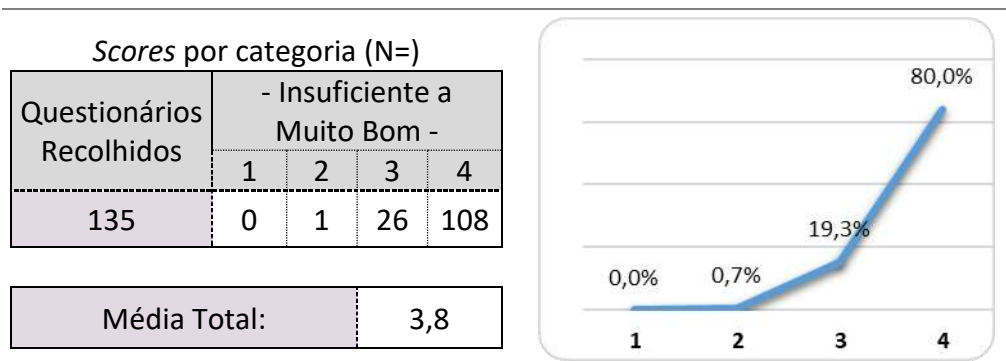 Scores por categoria (N=)
Questionários Recolhidos
- Insuficiente a
Muito Bom -
1 2 3 4
135 0 1 26 108
Média Total: 3,8
80,0%
19,3%
0,0% 0,7%
1 2 3 4